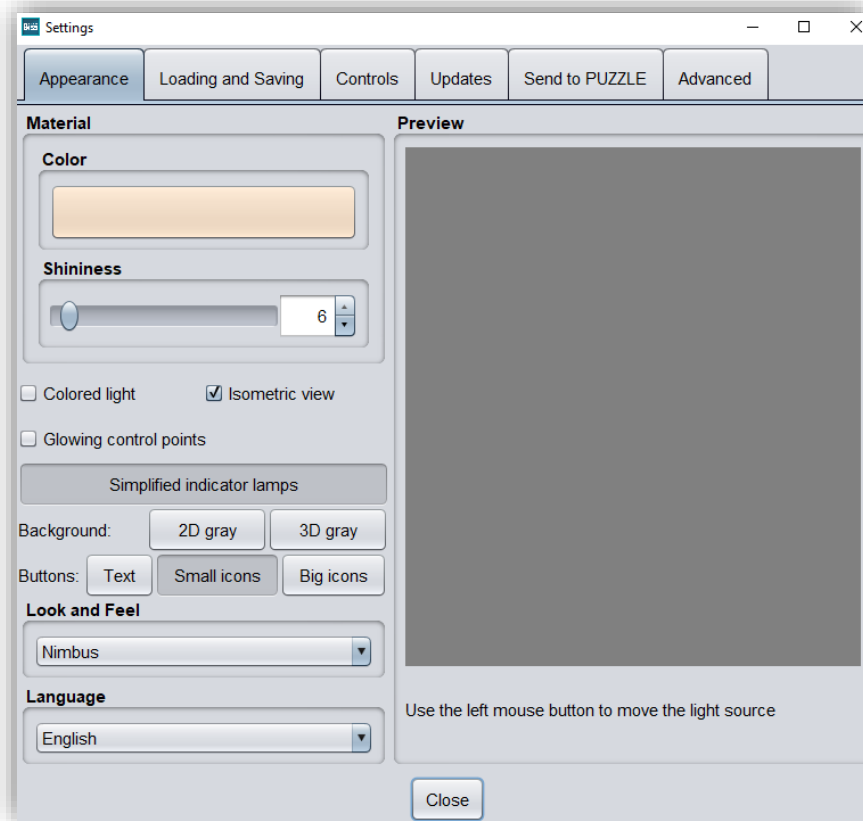 Settings
Appearance Loading and Saving Controls Updates Send to PUZZLE Advanced
Material
Color
Shininess
6
Colored light Isometric view
Glowing control points
Simplified indicator lamps
Background: 2D gray 3D gray
Buttons: Text Small icons Big icons
Look and Feel
Nimbus
Language
English
Preview
Use the left mouse button to move the light source
Close